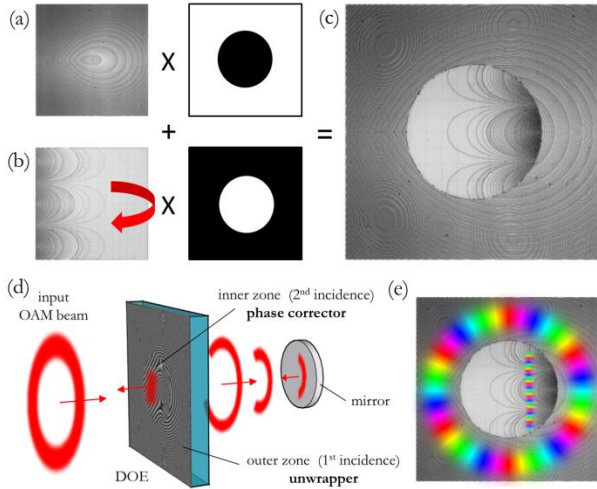 (a)
X
(c)
+
=
(b)
X
(d)
input
OAM beam
inner zone (2nd incidence)
phase corrector
mirror
outer zone (1st incidence)
unwrapper
DOE
(e)